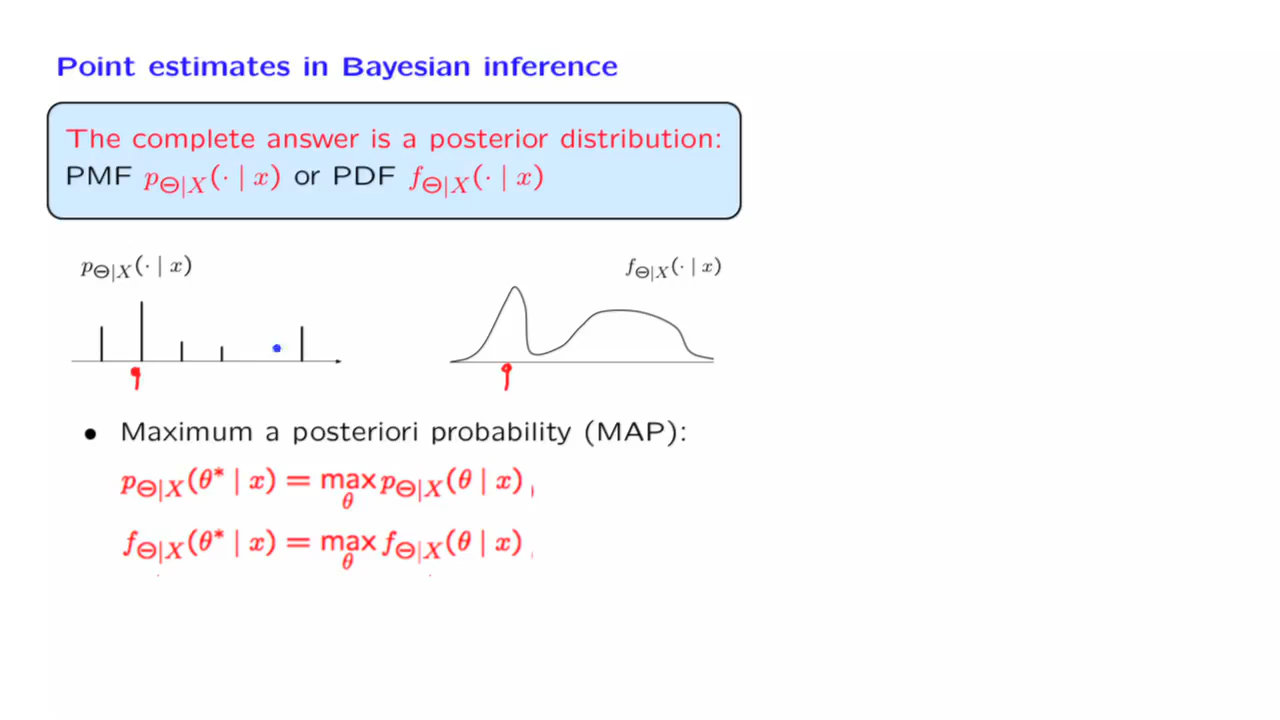 Point estimates in Bayesian inference
The complete answer is a posterior distribution:
PMF p_{Θ|X}(· | x) or PDF f_{Θ|X}(· | x)
p_{Θ|X}(· | x)
f_{Θ|X}(· | x)
• Maximum a posteriori probability (MAP):
p_{Θ|X}(θ* | x) = max_θ p_{Θ|X}(θ | x)
f_{Θ|X}(θ* | x) = max_θ f_{Θ|X}(θ | x)